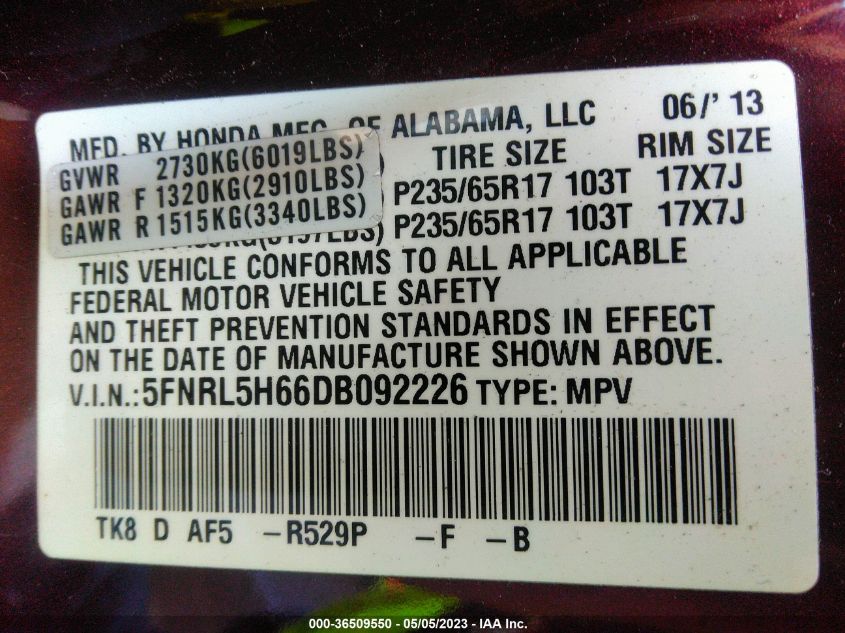 MFD. BY HONDA MFG. OF ALABAMA, LLC 06/' 13
GVWR 2730KG(6019LBS) TIRE SIZE RIM SIZE
GAWR F 1320KG(2910LBS) P235/65R17 103T 17X7J
GAWR R 1515KG(3340LBS) P235/65R17 103T 17X7J
THIS VEHICLE CONFORMS TO ALL APPLICABLE
FEDERAL MOTOR VEHICLE SAFETY
AND THEFT PREVENTION STANDARDS IN EFFECT
ON THE DATE OF MANUFACTURE SHOWN ABOVE.
V.I.N.:5FNRL5H66DB092226 TYPE: MPV
TK8 D AF5 -R529P -F -B
000-36509550 - 05/05/2023 - IAA Inc.